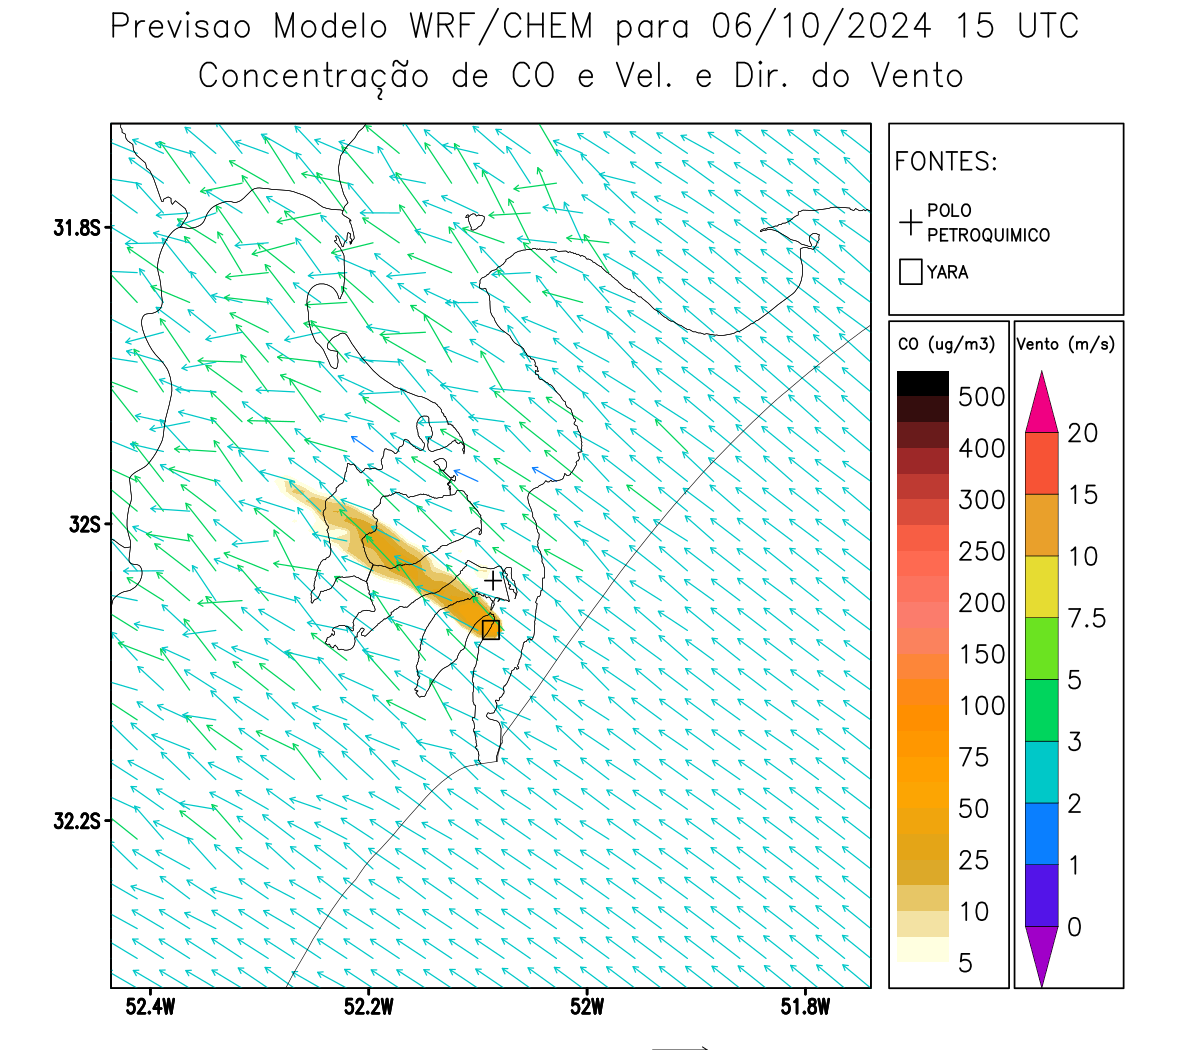 Previsao Modelo WRF/CHEM para 06/10/2024 15 UTC
Concentração de CO e Vel. e Dir. do Vento
FONTES:
POLO
PETROQUIMICO
YARA
31.8S
32S
32.2S
52.4W
52.2W
52W
51.8W
CO (ug/m3)
500
400
300
250
200
150
100
75
50
25
10
5
Vento (m/s)
20
15
10
7.5
5
3
2
1
0